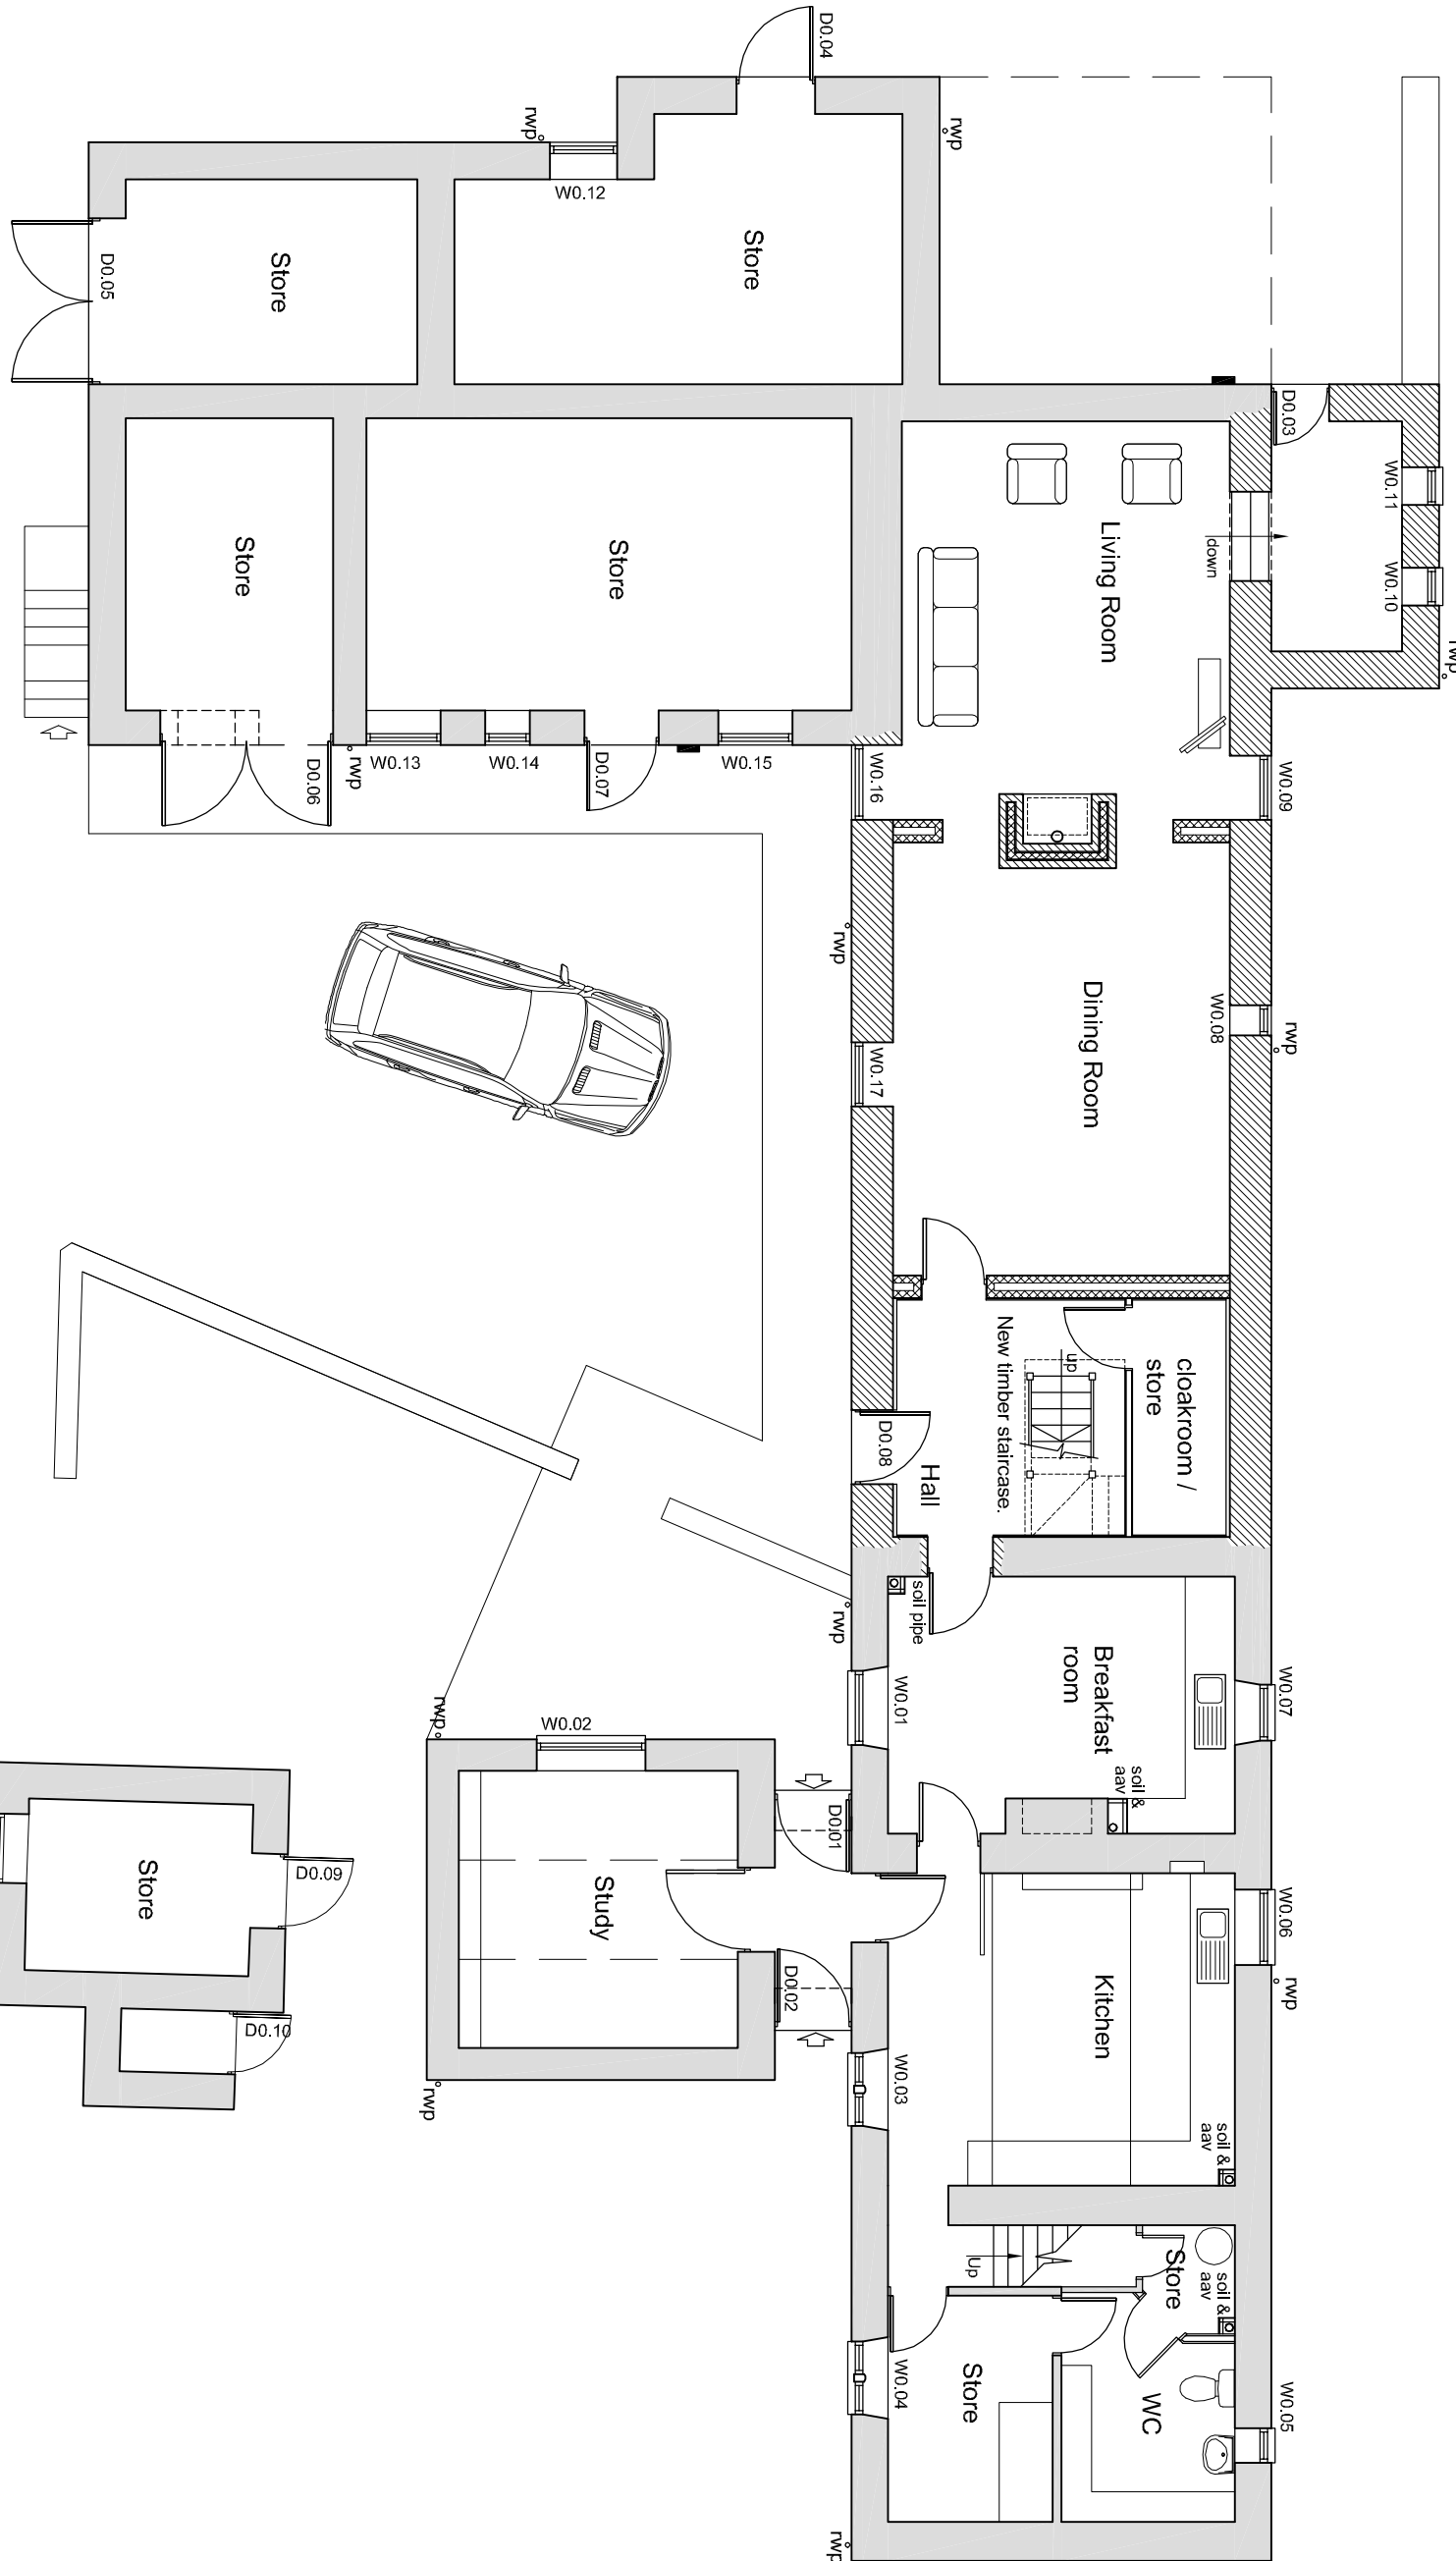 D0.04
rwp
rwp
W0.12
Store
Store
D0.05
D0.03
W0.11
W0.10
rwp
down
Living Room
Store
Store
W0.13
W0.14
W0.15
D0.07
D0.06
rwp
W0.16
W0.09
rwp
Dining Room
W0.08
rwp
W0.17
cloakroom /
store
up
New timber staircase.
Hall
D0.08
soil pipe
rwp
Breakfast
room
W0.01
W0.07
soil &
aav
rwp
W0.02
D0.01
Study
D0.02
rwp
Store
D0.09
D0.10
W0.06
rwp
Kitchen
W0.03
soil &
aav
Up
Store
soil &
aav
W0.04
Store
WC
W0.05
rwp